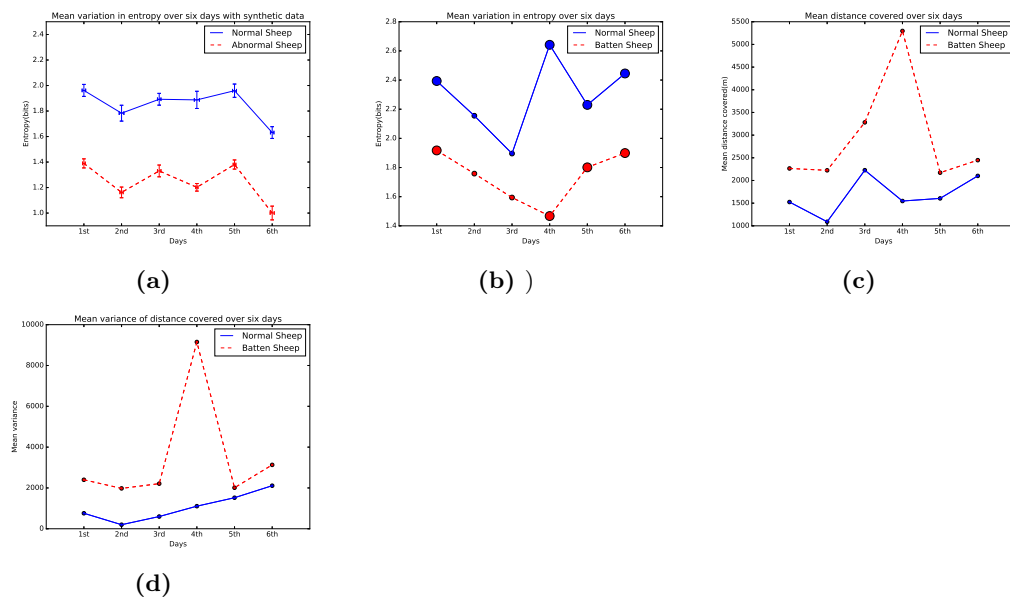 Mean variation in entropy over six days with synthetic data
Normal Sheep
Abnormal Sheep
2.4
2.2
2.0
1.8
1.6
1.4
1.2
1.0
Entropy(bits)
1st 2nd 3rd 4th 5th 6th
Days
(a)
Mean variation in entropy over six days
Normal Sheep
Batten Sheep
2.8
2.6
2.4
2.2
2.0
1.8
1.6
1.4
Entropy(bits)
1st 2nd 3rd 4th 5th 6th
Days
(b) )
Mean distance covered over six days
Normal Sheep
Batten Sheep
5500
5000
4500
4000
3500
3000
2500
2000
1500
1000
Mean distance covered(m)
1st 2nd 3rd 4th 5th 6th
Days
(c)
Mean variance of distance covered over six days
Normal Sheep
Batten Sheep
10000
8000
6000
4000
2000
0
Mean variance
1st 2nd 3rd 4th 5th 6th
Days
(d)